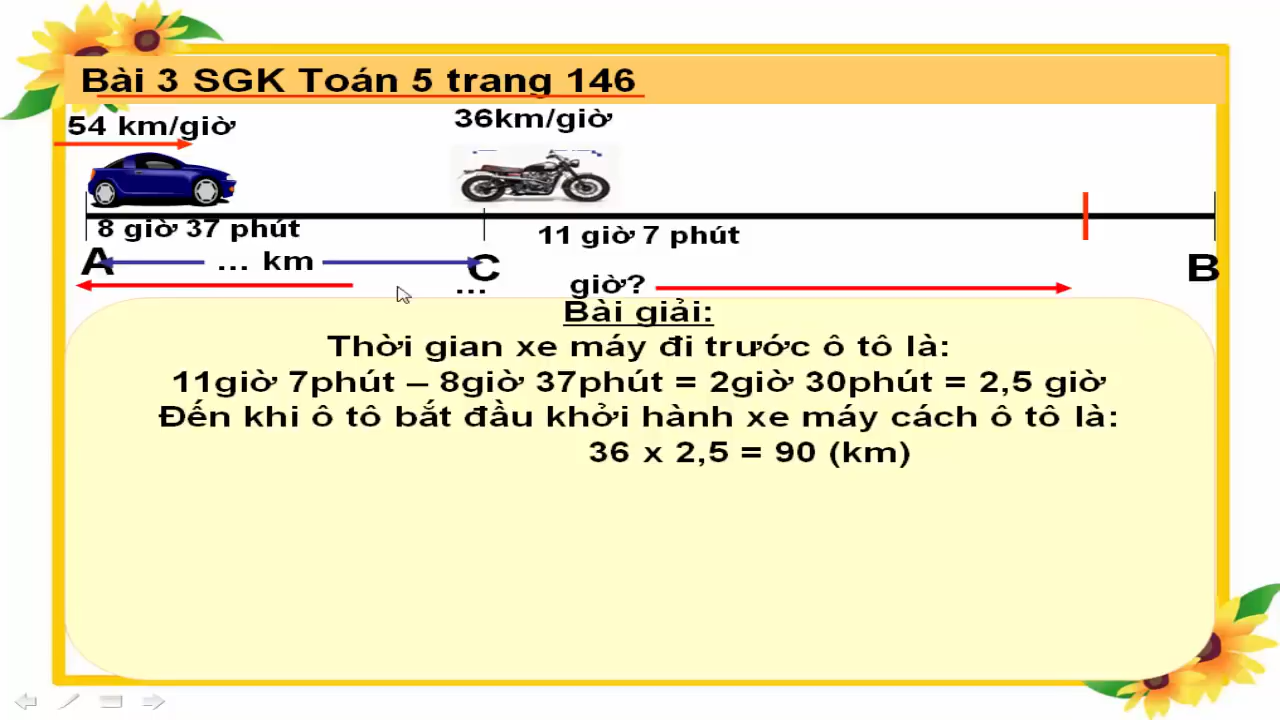 Bài 3 SGK Toán 5 trang 146
54 km/giờ
36km/giờ
8 giờ 37 phút
11 giờ 7 phút
A
... km
C
B
... giờ?
Bài giải:
Thời gian xe máy đi trước ô tô là:
11giờ 7phút – 8giờ 37phút = 2giờ 30phút = 2,5 giờ
Đến khi ô tô bắt đầu khởi hành xe máy cách ô tô là:
36 x 2,5 = 90 (km)